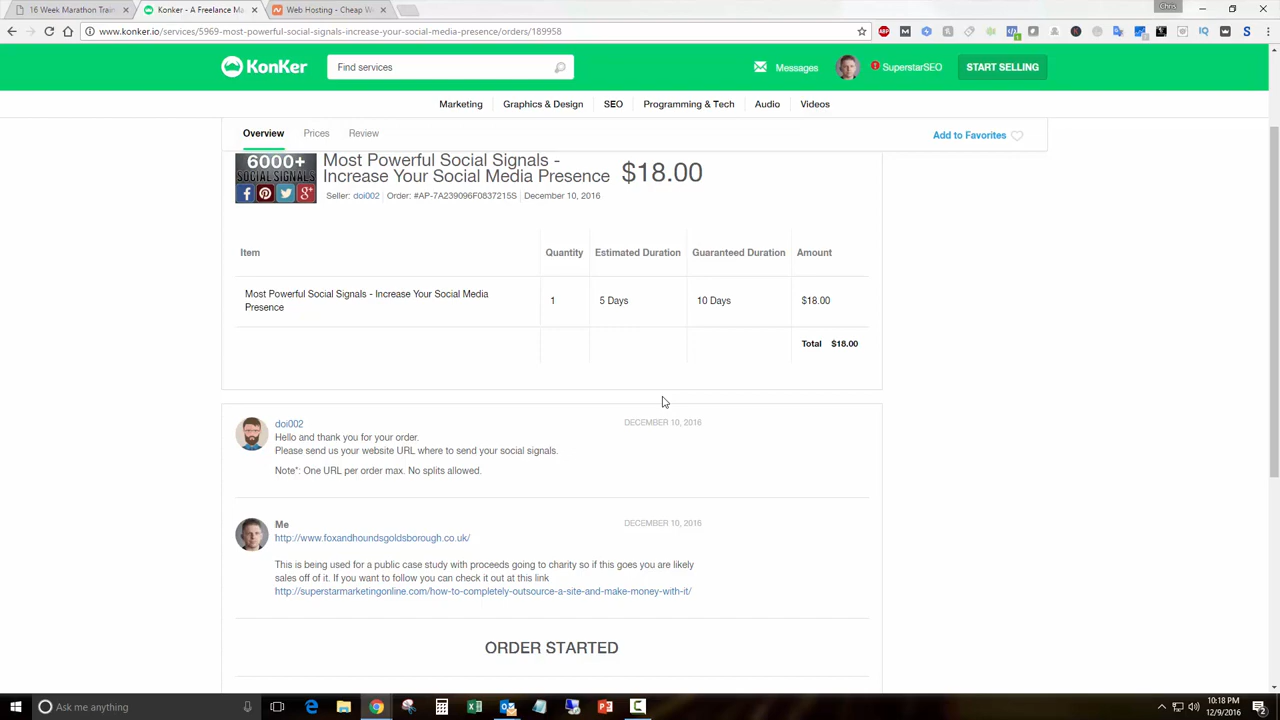 16 Week Marathon Train
Konker - A Freelance Ma
Web Hosting - Cheap W
Chris
www.konker.io/services/5969-most-powerful-social-signals-increase-your-social-media-presence/orders/189958
KonKer
Find services
Messages
SuperstarSEO
START SELLING
Marketing
Graphics & Design
SEO
Programming & Tech
Audio
Videos
Overview
Prices
Review
Add to Favorites
6000+
SOCIAL SIGNALS
Most Powerful Social Signals -
Increase Your Social Media Presence
$18.00
Seller: doi002
Order: #AP-7A239096F0837215S
December 10, 2016
Item
Quantity
Estimated Duration
Guaranteed Duration
Amount
Most Powerful Social Signals - Increase Your Social Media
Presence
1
5 Days
10 Days
$18.00
Total $18.00
doi002
DECEMBER 10, 2016
Hello and thank you for your order.
Please send us your website URL where to send your social signals.
Note*: One URL per order max. No splits allowed.
Me
DECEMBER 10, 2016
http://www.foxandhoundsgoldsborough.co.uk/
This is being used for a public case study with proceeds going to charity so if this goes you are likely
sales off of it. If you want to follow you can check it out at this link
http://superstarmarketingonline.com/how-to-completely-outsource-a-site-and-make-money-with-it/
ORDER STARTED
Ask me anything
10:18 PM
12/9/2016